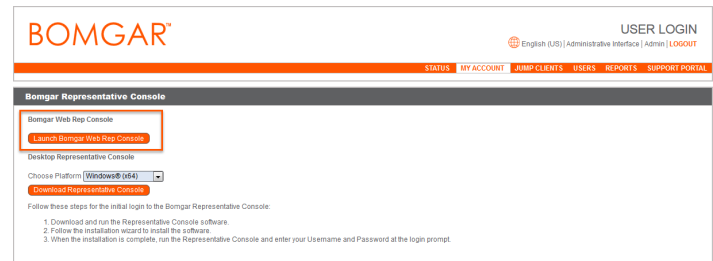 BOMGAR™
USER LOGIN
English (US) | Administrative Interface | Admin | LOGOUT
STATUS MY ACCOUNT JUMP CLIENTS USERS REPORTS SUPPORT PORTAL
Bomgar Representative Console
Bomgar Web Rep Console
Launch Bomgar Web Rep Console
Desktop Representative Console
Choose Platform Windows® (x64)
Download Representative Console
Follow these steps for the initial login to the Bomgar Representative Console:
1. Download and run the Representative Console software.
2. Follow the installation wizard to install the software.
3. When the installation is complete, run the Representative Console and enter your Username and Password at the login prompt.